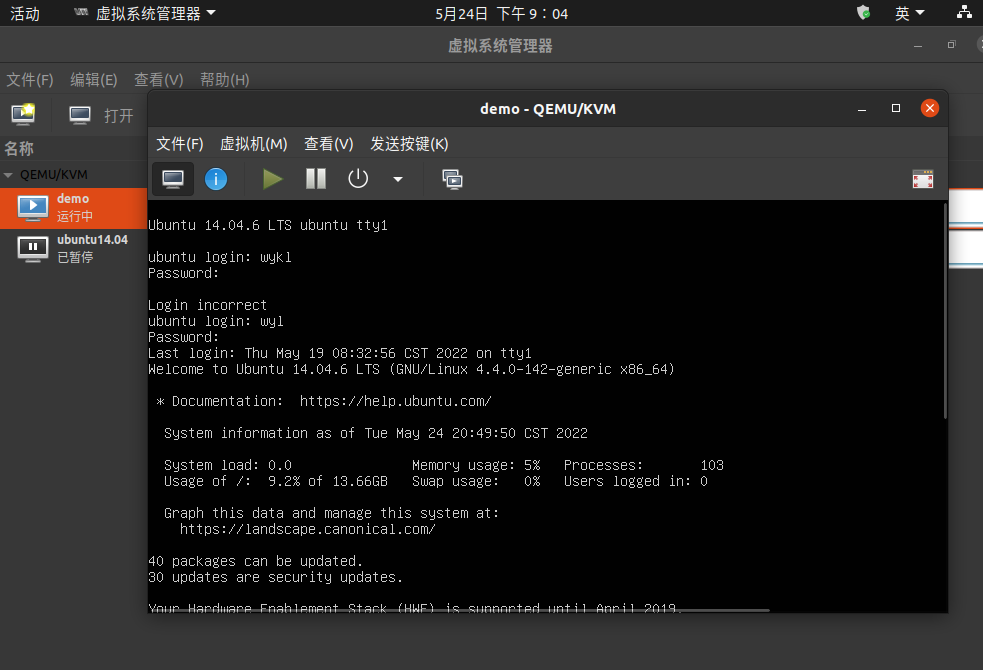 活动 虚拟系统管理器 5月24日 下午 9：04 英
虚拟系统管理器
文件(F) 编辑(E) 查看(V) 帮助(H)
打开
名称
QEMU/KVM
demo
运行中
ubuntu14.04
已暂停
demo - QEMU/KVM
文件(F) 虚拟机(M) 查看(V) 发送按键(K)
Ubuntu 14.04.6 LTS ubuntu tty1
ubuntu login: wykl
Password:
Login incorrect
ubuntu login: wyl
Password:
Last login: Thu May 19 08:32:56 CST 2022 on tty1
Welcome to Ubuntu 14.04.6 LTS (GNU/Linux 4.4.0-142-generic x86_64)
* Documentation: https://help.ubuntu.com/
System information as of Tue May 24 20:49:50 CST 2022
System load: 0.0 Memory usage: 5% Processes: 103
Usage of /: 9.2% of 13.66GB Swap usage: 0% Users logged in: 0
Graph this data and manage this system at:
https://landscape.canonical.com/
40 packages can be updated.
30 updates are security updates.
Your Hardware Enablement Stack (HWE) is supported until April 2019.